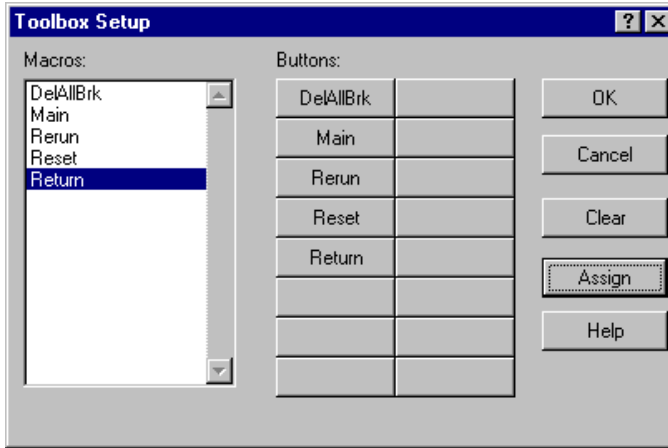 Toolbox Setup
Macros:
DelAllBrk
Main
Rerun
Reset
Return
Buttons:
DelAllBrk
Main
Rerun
Reset
Return
OK
Cancel
Clear
Assign
Help